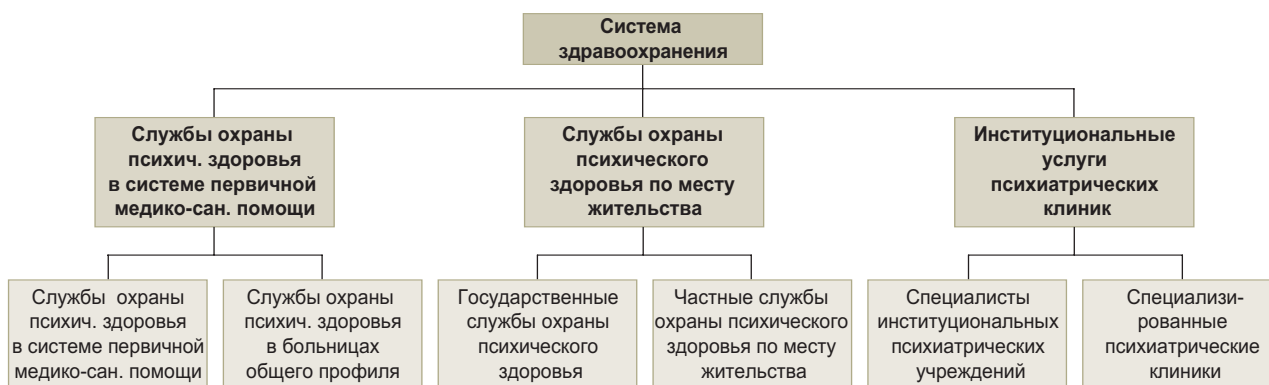 Система
здравоохранения
Службы охраны
психич. здоровья
в системе первичной
медико-сан. помощи
Службы охраны
психического
здоровья по месту
жительства
Институциональные
услуги
психиатрических
клиник
Службы охраны
психич. здоровья
в системе первичной
медико-сан. помощи
Службы охраны
психич. здоровья
в больницах
общего профиля
Государственные
службы охраны
психического
здоровья
Частные службы
охраны психического
здоровья по месту
жительства
Специалисты
институциональных
психиатрических
учреждений
Специализи-
рованные
психиатрические
клиники